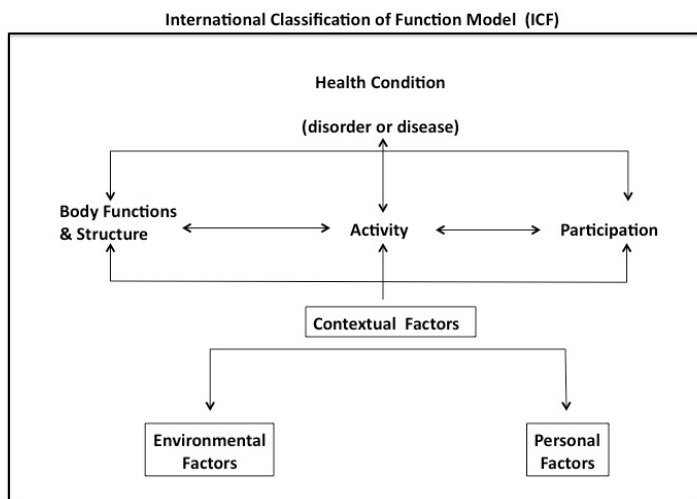 International Classification of Function Model  (ICF)
Health Condition
(disorder or disease)
Body Functions
& Structure
Activity
Participation
Contextual  Factors
Environmental
Factors
Personal
Factors